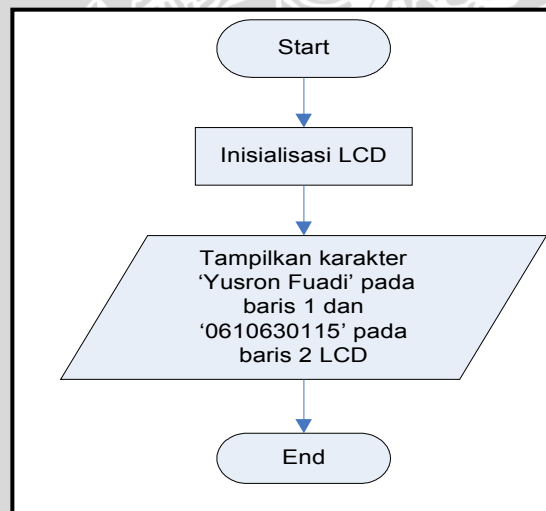 Start
Inisialisasi LCD
Tampilkan karakter
‘Yusron Fuadi’ pada
baris 1 dan
‘0610630115’ pada
baris 2 LCD
End